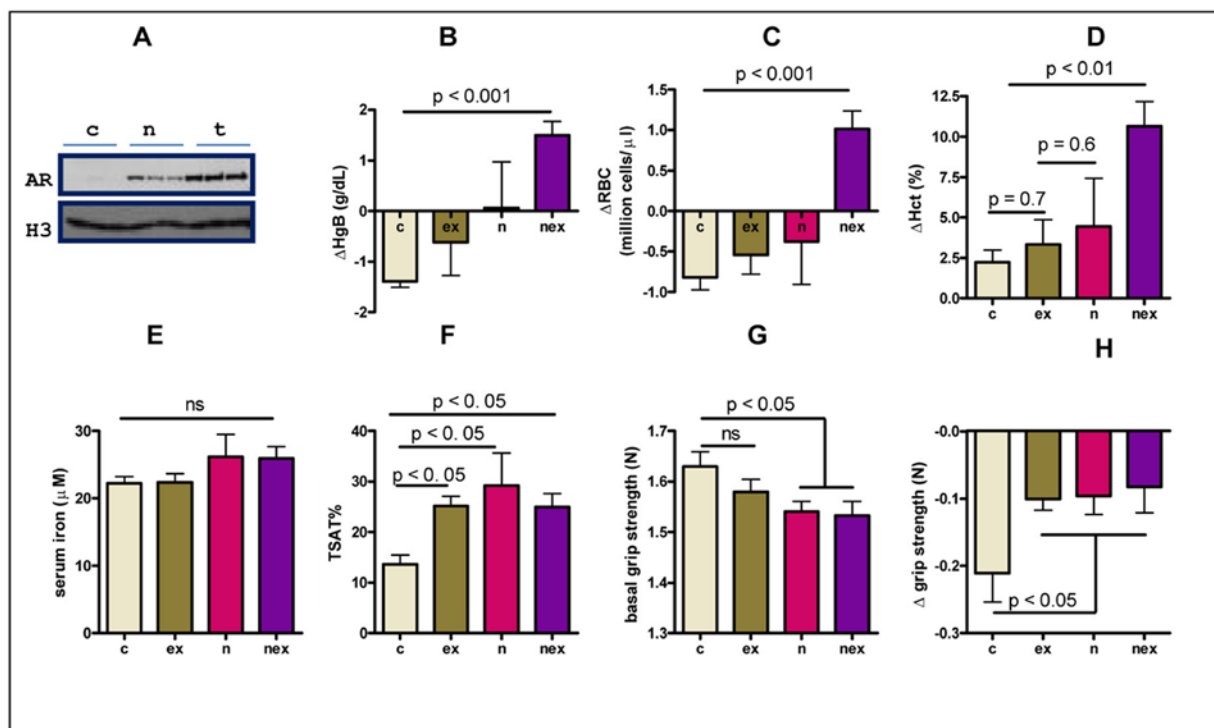 A
c n t
AR
H3
B
p < 0.001
ΔHgB (g/dL)
2
1
0
-1
-2
c ex n nex
C
p < 0.001
ΔRBC
(million cells/μl)
1.5
1.0
0.5
0.0
-0.5
-1.0
c ex n nex
D
p < 0.01
p = 0.6
p = 0.7
ΔHct (%)
12.5
10.0
7.5
5.0
2.5
0.0
c ex n nex
E
ns
serum iron (μM)
30
20
10
0
c ex n nex
F
p < 0. 05
p < 0. 05
p < 0. 05
TSAT%
40
30
20
10
0
c ex n nex
G
p < 0.05
ns
basal grip strength (N)
1.7
1.6
1.5
1.4
1.3
c ex n nex
H
Δ grip strength (N)
-0.0
-0.1
-0.2
-0.3
p < 0.05
c ex n nex